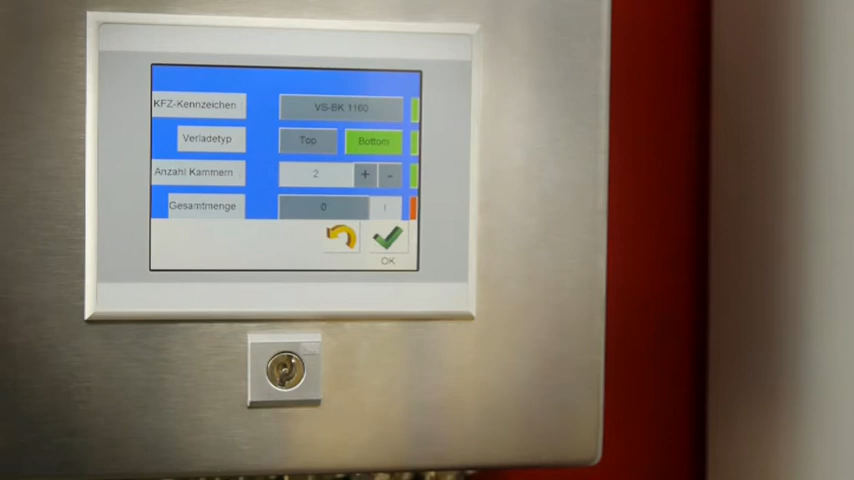 KFZ-Kennzeichen VS-BK 1160
Verladetyp Top Bottom
Anzahl Kammern 2 + -
Gesamtmenge 0 l
OK